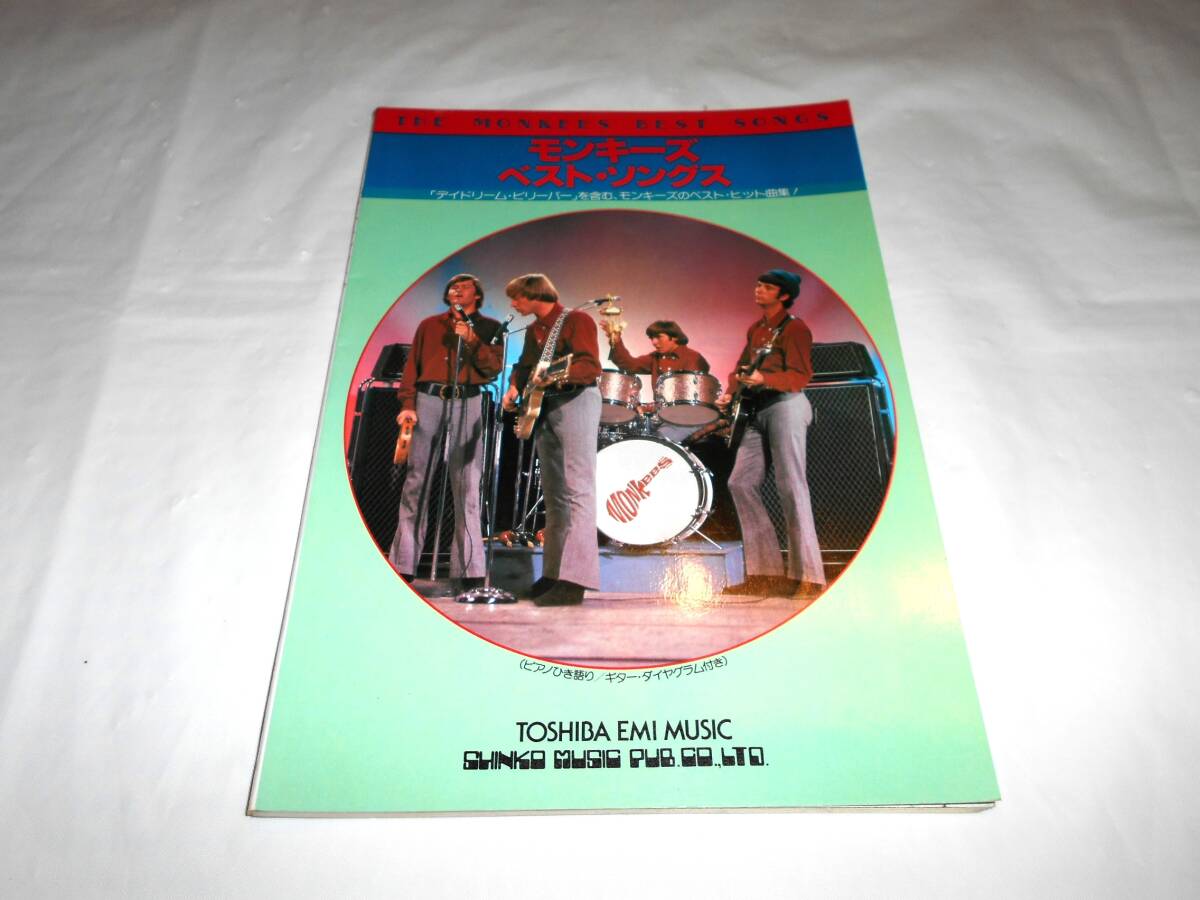 THE MONKEES BEST SONGS
モンキーズ
ベスト・ソングス
「デイドリーム・ビリーバー」を含む、モンキーズのベスト・ヒット曲集!
MONKEES
(ピアノひき語り/ギター・ダイヤグラム付き)
TOSHIBA EMI MUSIC
SHINKO MUSIC PUB. CO., LTD.